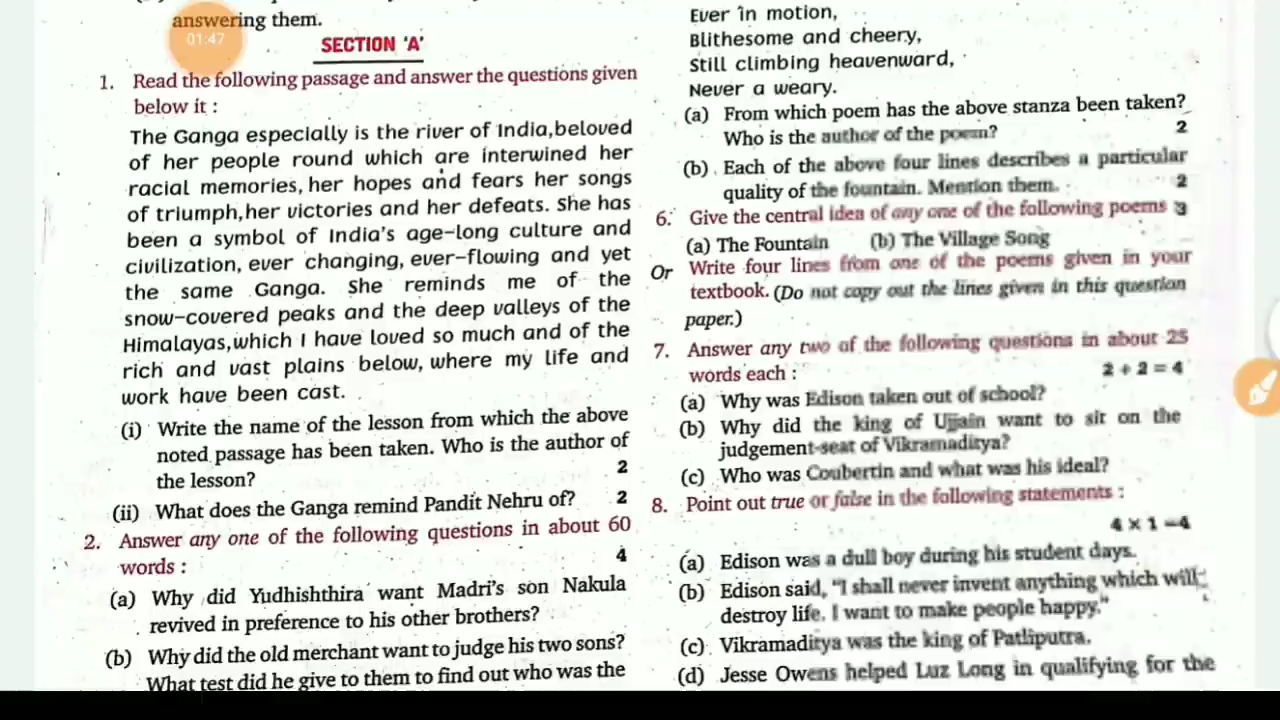 answering them.
01:47
SECTION 'A'
1. Read the following passage and answer the questions given
below it :
The Ganga especially is the river of India,beloved
of her people round which are interwined her
racial memories, her hopes and fears her songs
of triumph,her victories and her defeats. She has
been a symbol of India's age-long culture and
civilization, ever changing, ever-flowing and yet
the same Ganga. She reminds me of the
snow-covered peaks and the deep valleys of the
Himalayas,which I have loved so much and of the
rich and vast plains below, where my life and
work have been cast.
(i) Write the name of the lesson from which the above
noted passage has been taken. Who is the author of
the lesson? 2
(ii) What does the Ganga remind Pandit Nehru of? 2
2. Answer any one of the following questions in about 60
words : 4
(a) Why did Yudhishthira want Madri's son Nakula
revived in preference to his other brothers?
(b) Why did the old merchant want to judge his two sons?
What test did he give to them to find out who was the
Ever in motion,
Blithesome and cheery,
Still climbing heavenward,
Never a weary.
(a) From which poem has the above stanza been taken?
Who is the author of the poem? 2
(b) Each of the above four lines describes a particular
quality of the fountain. Mention them. 2
6. Give the central idea of any one of the following poems 3
(a) The Fountain (b) The Village Song
Or Write four lines from one of the poems given in your
textbook. (Do not copy out the lines given in this question
paper.)
7. Answer any two of the following questions in about 25
words each : 2 + 2 = 4
(a) Why was Edison taken out of school?
(b) Why did the king of Ujjain want to sit on the
judgement-seat of Vikramaditya?
(c) Who was Coubertin and what was his ideal?
8. Point out true or false in the following statements :
4 × 1 = 4
(a) Edison was a dull boy during his student days.
(b) Edison said, "I shall never invent anything which will
destroy life. I want to make people happy."
(c) Vikramaditya was the king of Patliputra.
(d) Jesse Owens helped Luz Long in qualifying for the